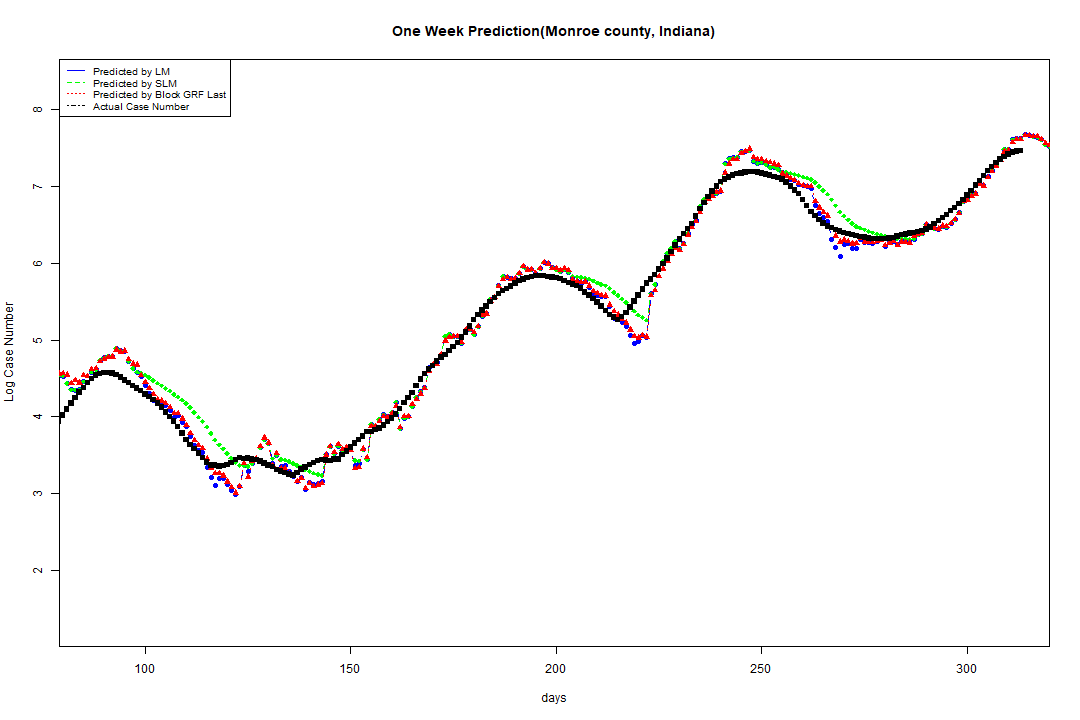 One Week Prediction(Monroe county, Indiana)
Predicted by LM
Predicted by SLM
Predicted by Block GRF Last
Actual Case Number
8
7
6
5
4
3
2
Log Case Number
100 150 200 250 300
days